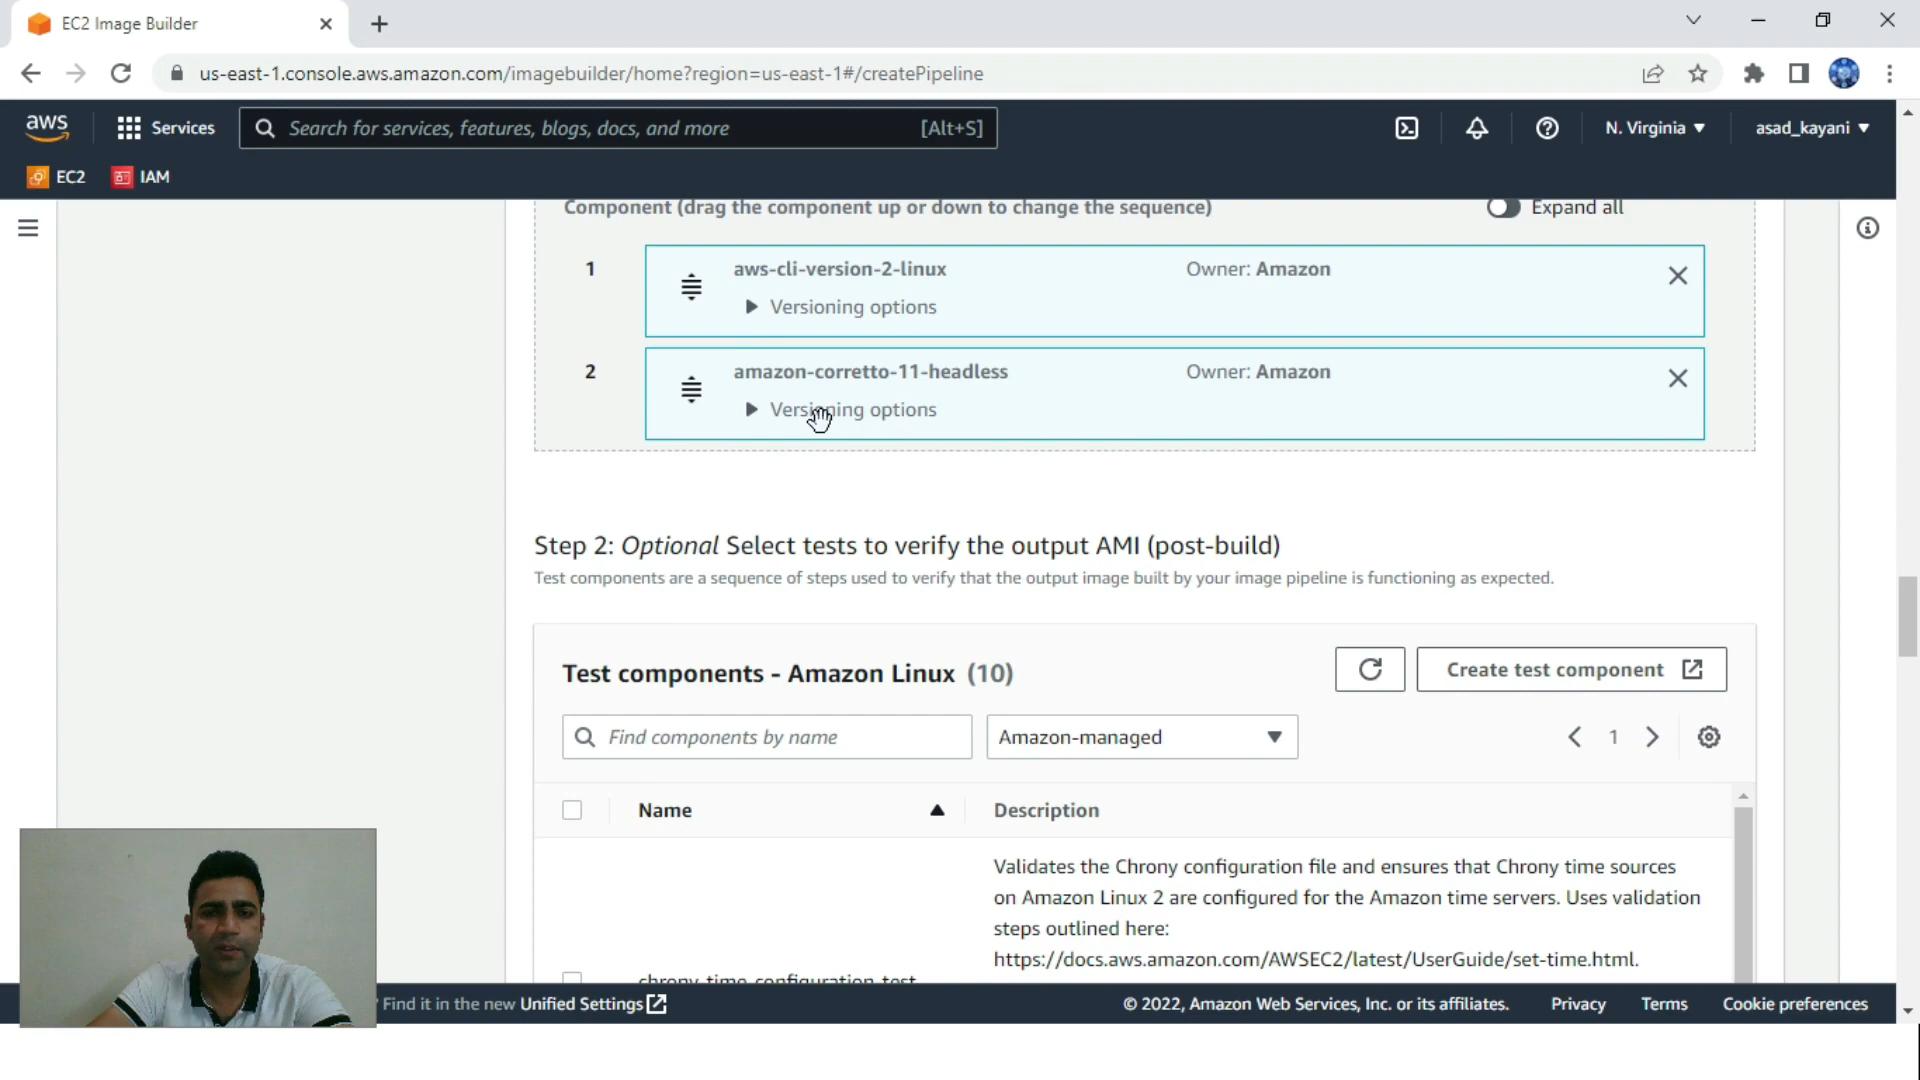 EC2 Image Builder
us-east-1.console.aws.amazon.com/imagebuilder/home?region=us-east-1#/createPipeline
aws
Services
Search for services, features, blogs, docs, and more
[Alt+S]
N. Virginia
asad_kayani
EC2
IAM
Component (drag the component up or down to change the sequence)
Expand all
1
aws-cli-version-2-linux
Owner: Amazon
Versioning options
2
amazon-corretto-11-headless
Owner: Amazon
Versioning options
Step 2: Optional Select tests to verify the output AMI (post-build)
Test components are a sequence of steps used to verify that the output image built by your image pipeline is functioning as expected.
Test components - Amazon Linux (10)
Create test component
Find components by name
Amazon-managed
1
Name
Description
Validates the Chrony configuration file and ensures that Chrony time sources
on Amazon Linux 2 are configured for the Amazon time servers. Uses validation
steps outlined here:
https://docs.aws.amazon.com/AWSEC2/latest/UserGuide/set-time.html.
chrony-time-configuration-test
Find it in the new Unified Settings
© 2022, Amazon Web Services, Inc. or its affiliates.
Privacy
Terms
Cookie preferences